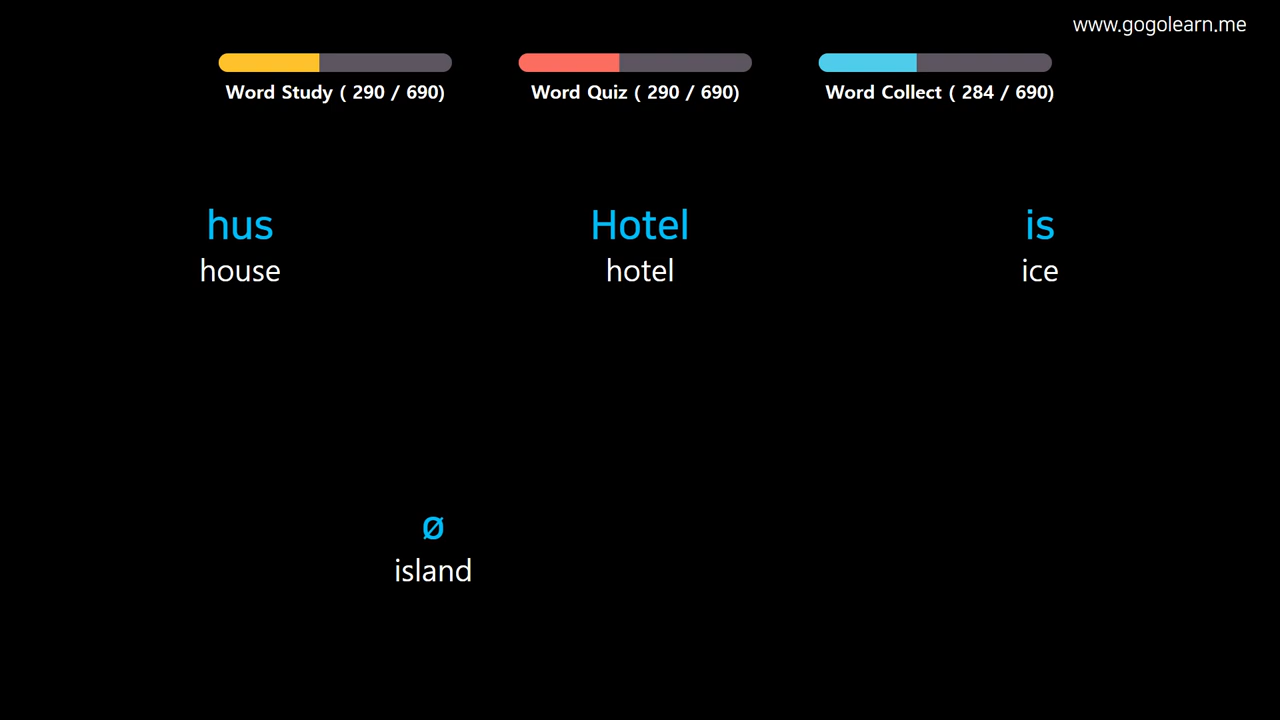 www.gogolearn.me
Word Study ( 290 / 690)
Word Quiz ( 290 / 690)
Word Collect ( 284 / 690)
hus
house
Hotel
hotel
is
ice
ø
island